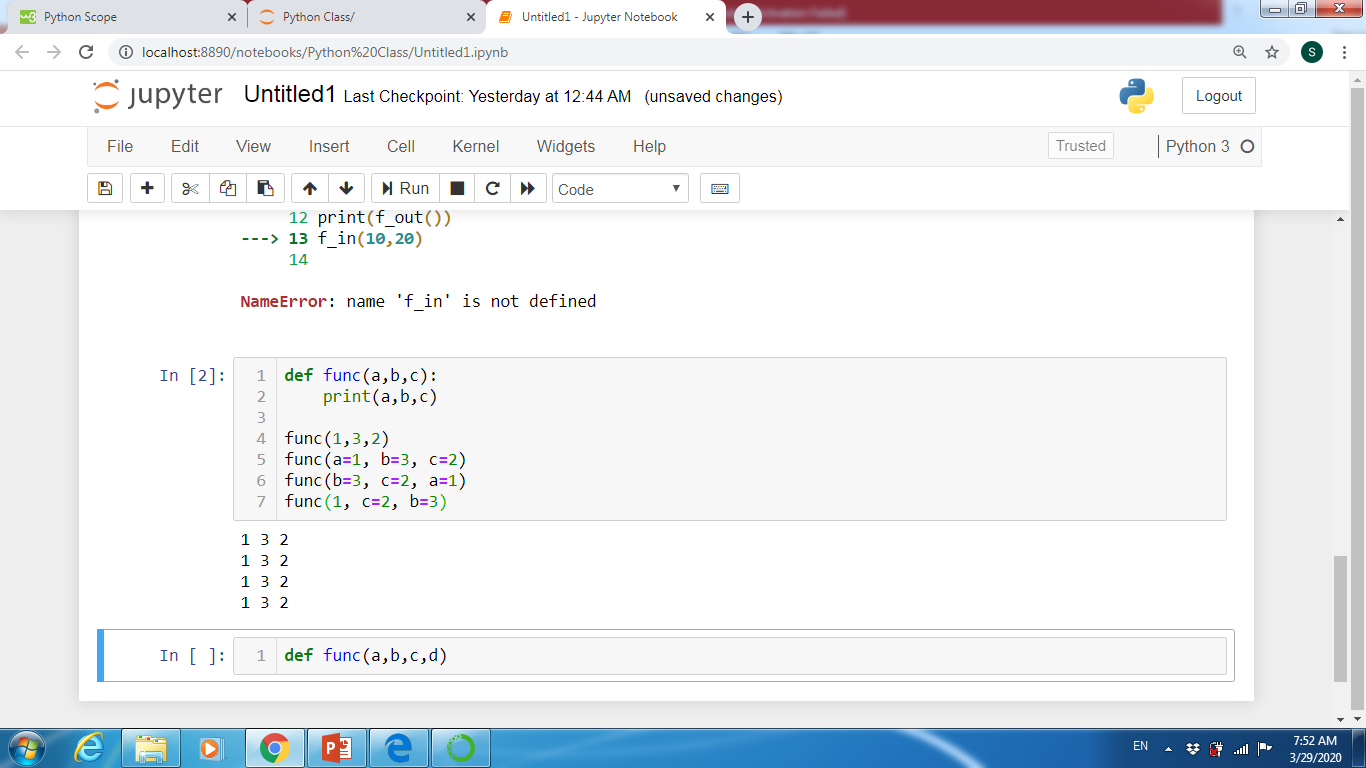 Python Scope
Python Class/
Untitled1 - Jupyter Notebook
localhost:8890/notebooks/Python%20Class/Untitled1.ipynb
S
jupyter Untitled1 Last Checkpoint: Yesterday at 12:44 AM (unsaved changes)
Logout
File Edit View Insert Cell Kernel Widgets Help
Trusted
Python 3
Run
Code
12 print(f_out())
---> 13 f_in(10,20)
14
NameError: name 'f_in' is not defined
In [2]:
1 def func(a,b,c):
2     print(a,b,c)
3
4 func(1,3,2)
5 func(a=1, b=3, c=2)
6 func(b=3, c=2, a=1)
7 func(1, c=2, b=3)
1 3 2
1 3 2
1 3 2
1 3 2
In [ ]:
1 def func(a,b,c,d)
EN
7:52 AM
3/29/2020